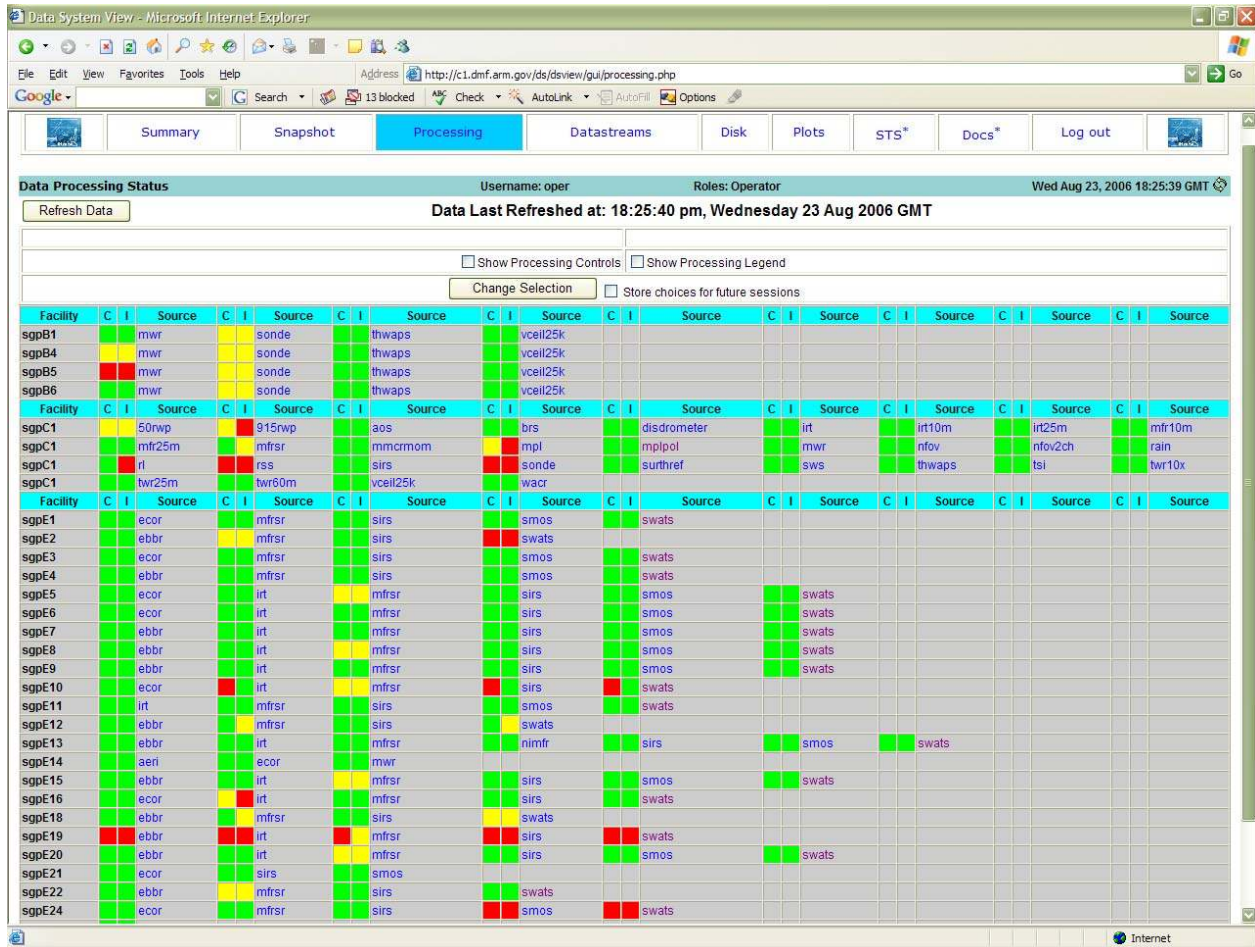 Data System View - Microsoft Internet Explorer
File Edit View Favorites Tools Help Address http://c1.dmf.arm.gov/ds/dsview/gui/processing.php Go
Google Search 13 blocked Check AutoLink AutoFill Options
Summary Snapshot Processing Datastreams Disk Plots STS* Docs* Log out
Data Processing Status Username: oper Roles: Operator Wed Aug 23, 2006 18:25:39 GMT
Refresh Data Data Last Refreshed at: 18:25:40 pm, Wednesday 23 Aug 2006 GMT
Show Processing Controls Show Processing Legend
Change Selection Store choices for future sessions
Facility C I Source C I Source C I Source C I Source C I Source C I Source C I Source C I Source C I Source
sgpB1 mwr sonde thwaps vceil25k
sgpB4 mwr sonde thwaps vceil25k
sgpB5 mwr sonde thwaps vceil25k
sgpB6 mwr sonde thwaps vceil25k
Facility C I Source C I Source C I Source C I Source C I Source C I Source C I Source C I Source C I Source
sgpC1 50rwp 915rwp aos brs disdrometer irt irt10m irt25m mfr10m
sgpC1 mfr25m mfrsr mmcrmom mpl mplpol mwr nfov nfov2ch rain
sgpC1 rl rss sirs sonde surthref sws thwaps tsi twr10x
sgpC1 twr25m twr60m vceil25k wacr
Facility C I Source C I Source C I Source C I Source C I Source C I Source C I Source C I Source C I Source
sgpE1 ecor mfrsr sirs smos swats
sgpE2 ebbr mfrsr sirs swats
sgpE3 ecor mfrsr sirs smos swats
sgpE4 ebbr mfrsr sirs smos swats
sgpE5 ecor irt mfrsr sirs smos swats
sgpE6 ecor irt mfrsr sirs smos swats
sgpE7 ebbr irt mfrsr sirs smos swats
sgpE8 ebbr irt mfrsr sirs smos swats
sgpE9 ebbr irt mfrsr sirs smos swats
sgpE10 ecor irt mfrsr sirs swats
sgpE11 irt mfrsr sirs smos swats
sgpE12 ebbr mfrsr sirs swats
sgpE13 ebbr irt mfrsr nimfr sirs smos swats
sgpE14 aeri ecor mwr
sgpE15 ebbr irt mfrsr sirs smos swats
sgpE16 ecor irt mfrsr sirs swats
sgpE18 ebbr mfrsr sirs swats
sgpE19 ebbr irt mfrsr sirs swats
sgpE20 ebbr irt mfrsr sirs smos swats
sgpE21 ecor sirs smos
sgpE22 ebbr mfrsr sirs swats
sgpE24 ecor mfrsr sirs smos swats
Internet